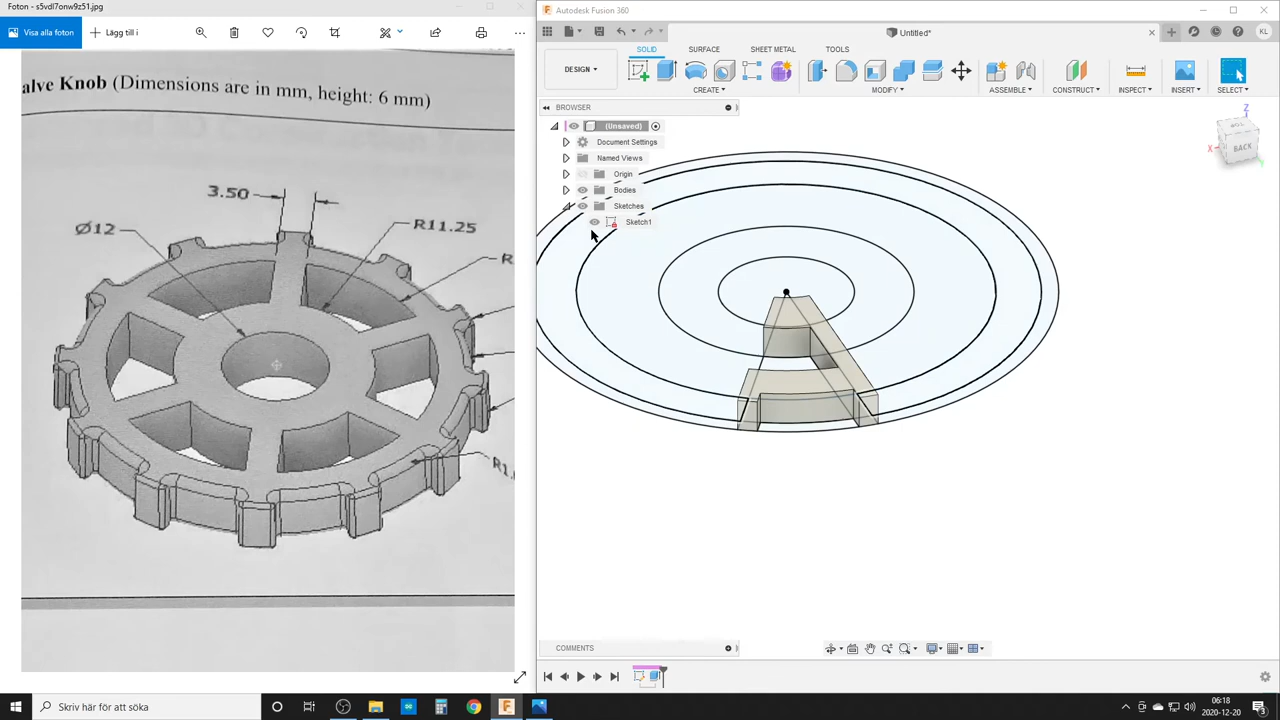 Foton - s5vdl7onw9z51.jpg
Visa alla foton
Lägg till i
alve Knob (Dimensions are in mm, height: 6 mm)
3.50
Ø12
R11.25
R
R1.
Autodesk Fusion 360
Untitled*
KL
DESIGN
SOLID
SURFACE
SHEET METAL
TOOLS
CREATE
MODIFY
ASSEMBLE
CONSTRUCT
INSPECT
INSERT
SELECT
BROWSER
(Unsaved)
Document Settings
Named Views
Origin
Bodies
Sketches
Sketch1
Z
X
BACK
COMMENTS
Skriv här för att söka
06:18
2020-12-20
3